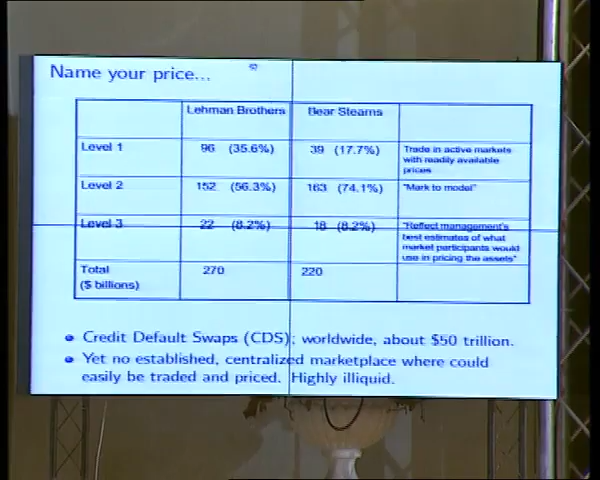 Name your price...
Lehman Brothers Bear Stearns
Level 1 96 (35.6%) 39 (17.7%) Trade in active markets
with readily available
prices
Level 2 152 (56.3%) 163 (74.1%) "Mark to model"
Level 3 22 (8.2%) 18 (8.2%) "Reflect management's
best estimates of what
market participants would
use in pricing the assets"
Total 270 220
($ billions)
Credit Default Swaps (CDS); worldwide, about $50 trillion.
Yet no established, centralized marketplace where could
easily be traded and priced. Highly illiquid.